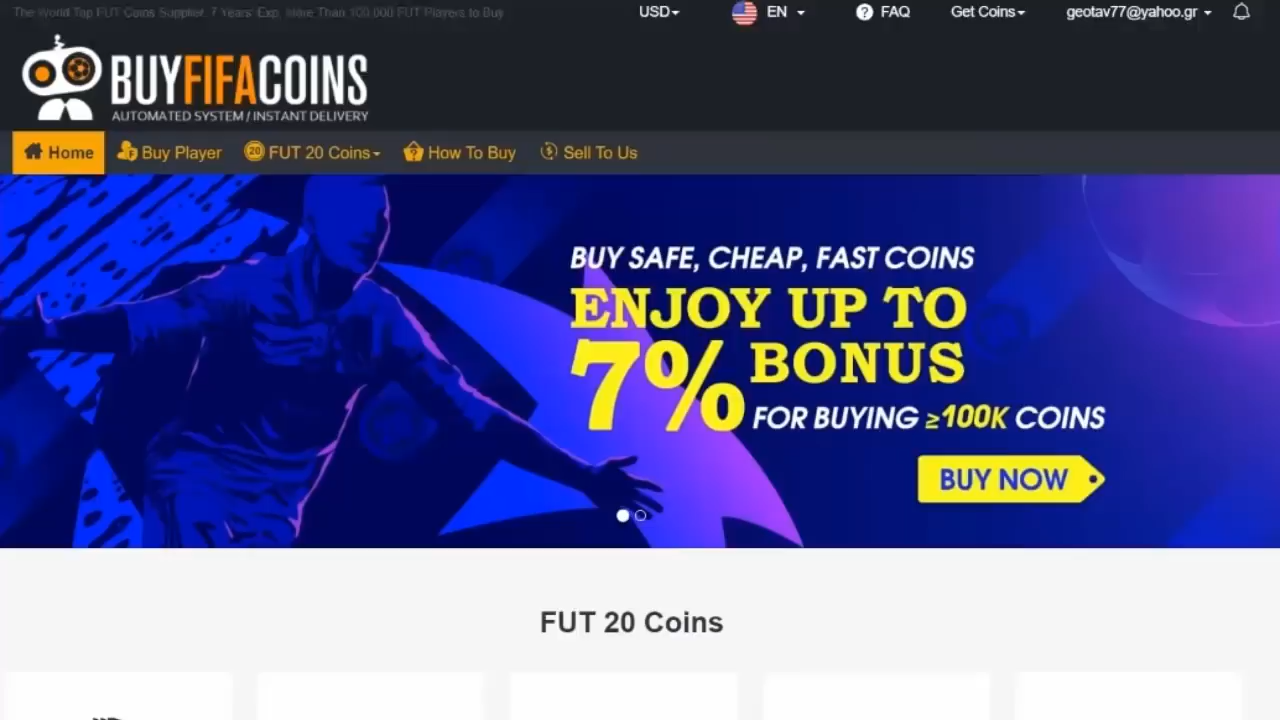 The World Top FUT Coins Supplier. 7 Years' Exp. More Than 100,000 FUT Players to Buy
USD
EN
? FAQ
Get Coins
geotav77@yahoo.gr
BUYFIFACOINS
AUTOMATED SYSTEM / INSTANT DELIVERY
Home
F Buy Player
20 FUT 20 Coins
? How To Buy
$ Sell To Us
BUY SAFE, CHEAP, FAST COINS
ENJOY UP TO
7% BONUS
FOR BUYING ≥100K COINS
BUY NOW
FUT 20 Coins